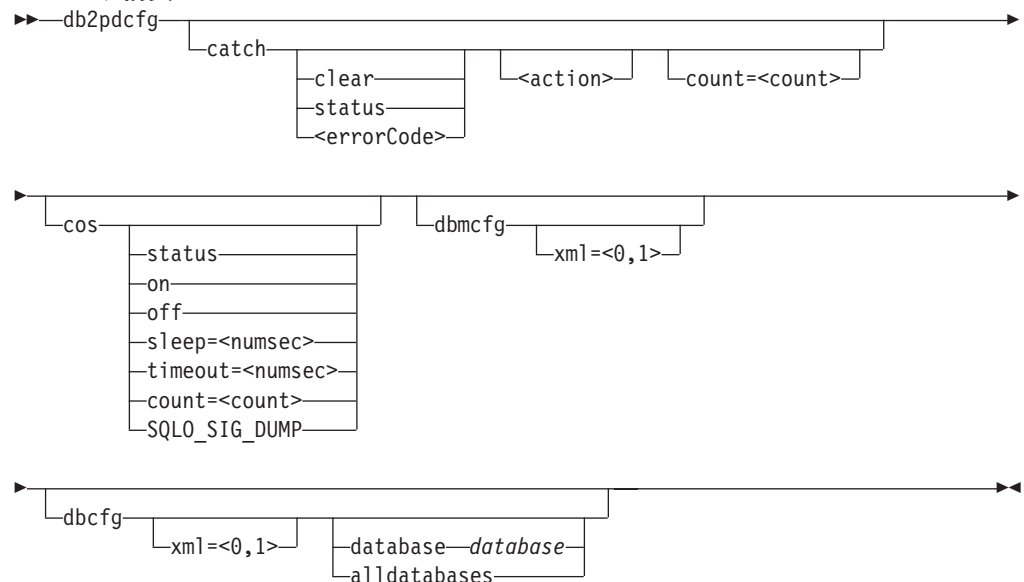 db2pdcfg
catch
clear
<action>
count=<count>
status
<errorCode>
cos
dbmcfg
status
xml=<0,1>
on
off
sleep=<numsec>
timeout=<numsec>
count=<count>
SQLO_SIG_DUMP
dbcfg
xml=<0,1>
database database
alldatabases